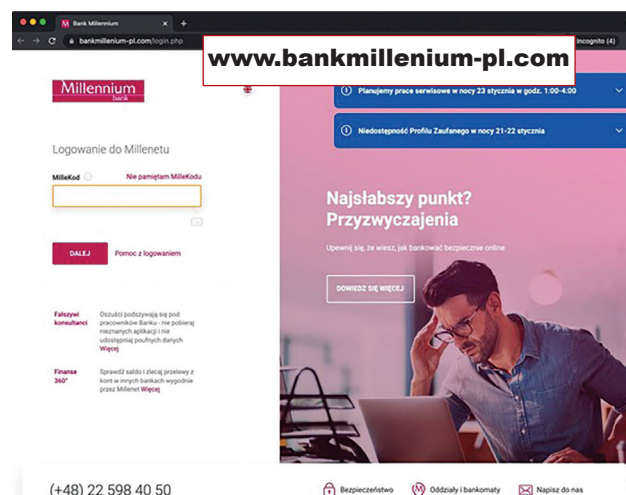 Bank Millennium
bankmillenium-pl.com/login.php
Incognito (4)
www.bankmillenium-pl.com
Millennium
bank
Planujemy prace serwisowe w nocy 23 stycznia w godz. 1:00-4:00
Niedostępność Profilu Zaufanego w nocy 21-22 stycznia
Logowanie do Millenetu
MilleKod
Nie pamiętam MilleKodu
DALEJ
Pomoc z logowaniem
Najsłabszy punkt?
Przyzwyczajenia
Upewnij się, że wiesz, jak bankować bezpiecznie online
DOWIEDZ SIĘ WIĘCEJ
Fałszywi
konsultanci
Oszuści podszywają się pod
pracowników Banku - nie pobieraj
nieznanych aplikacji i nie
udostępniaj poufnych danych
Więcej
Finanse
360°
Sprawdź saldo i zlecaj przelewy z
kont w innych bankach wygodnie
przez Millenet Więcej
(+48) 22 598 40 50
Bezpieczeństwo
Oddziały i bankomaty
Napisz do nas